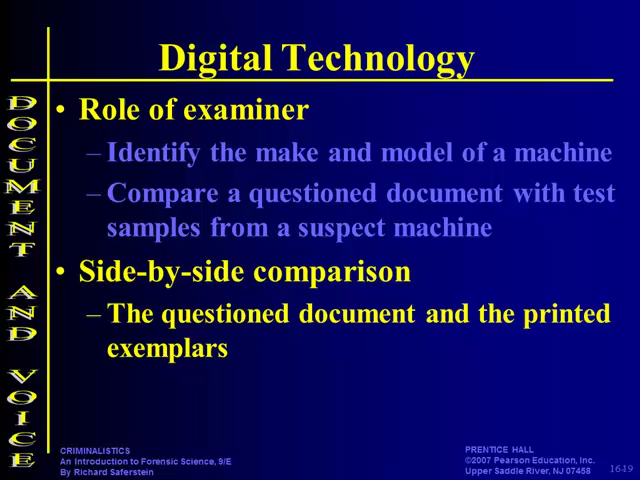 Digital Technology
DOCUMENT AND VOICE
• Role of examiner
– Identify the make and model of a machine
– Compare a questioned document with test
samples from a suspect machine
• Side-by-side comparison
– The questioned document and the printed
exemplars
CRIMINALISTICS
An Introduction to Forensic Science, 9/E
By Richard Saferstein
PRENTICE HALL
©2007 Pearson Education, Inc.
Upper Saddle River, NJ 07458
16-19